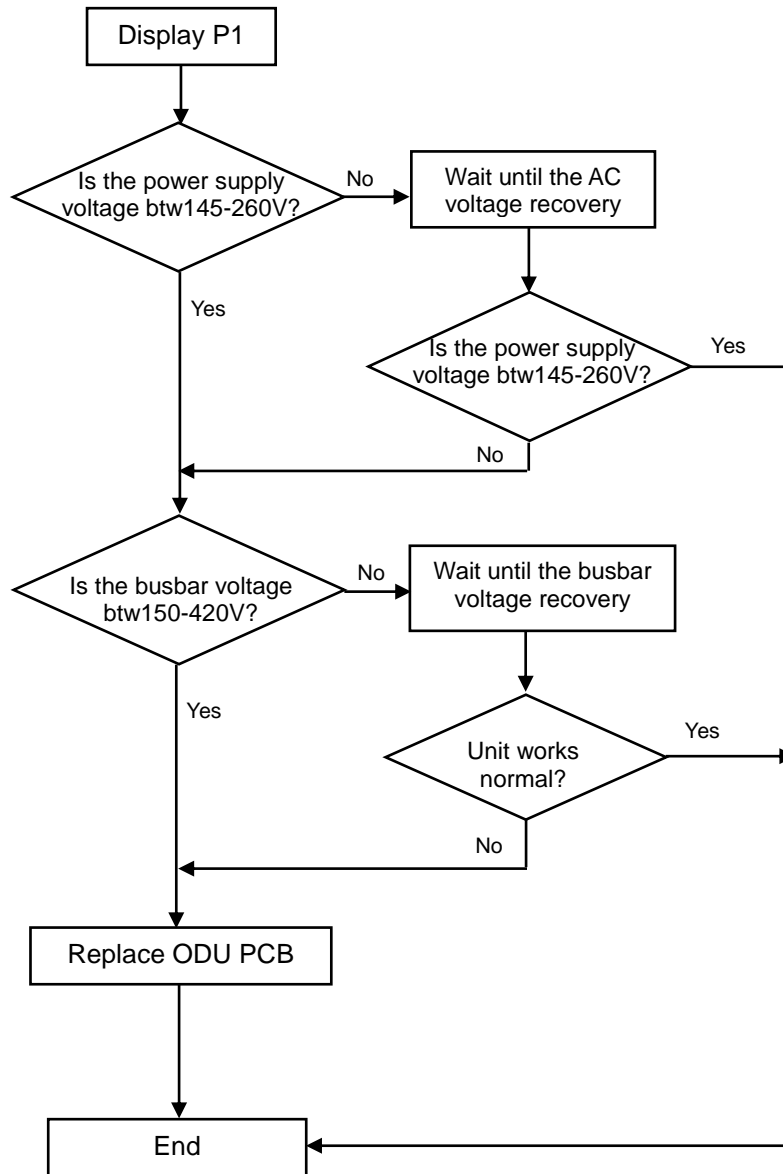 Display P1
Is the power supply
voltage btw145-260V?
No
Wait until the AC
voltage recovery
Yes
Is the power supply
voltage btw145-260V?
Yes
No
Is the busbar voltage
btw150-420V?
No
Wait until the busbar
voltage recovery
Yes
Unit works
normal?
Yes
No
Replace ODU PCB
End